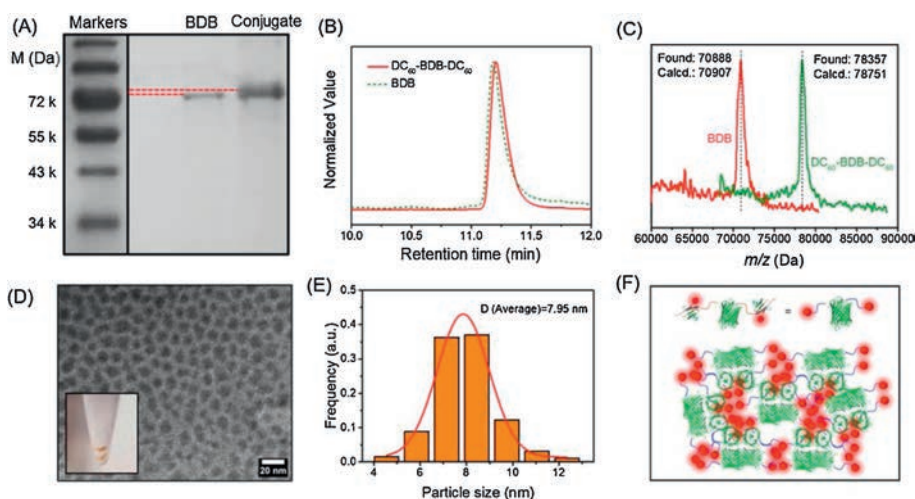 (A)
Markers
BDB
Conjugate
M (Da)
72 k
55 k
43 k
34 k
(B)
Normalized Value
DC60-BDB-DC60
BDB
10.0 10.5 11.0 11.5 12.0
Retention time (min)
(C)
Found: 70888
Calcd.: 70907
Found: 78357
Calcd.: 78751
BDB
DC60-BDB-DC60
60000 65000 70000 75000 80000 85000 90000
m/z (Da)
(D)
20 nm
(E)
D (Average)=7.95 nm
Frequency (a.u.)
0.5
0.4
0.3
0.2
0.1
0.0
4 6 8 10 12
Particle size (nm)
(F)
=